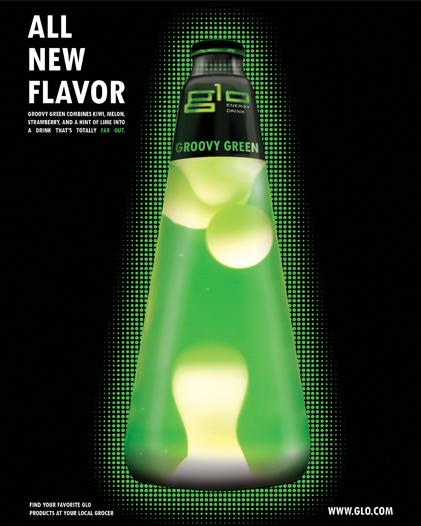 ALL
NEW
FLAVOR
GROOVY GREEN COMBINES KIWI, MELON,
STRAWBERRY, AND A HINT OF LIME INTO
A DRINK THAT'S TOTALLY FAR OUT.
glo
ENERGY
DRINK
GROOVY GREEN
FIND YOUR FAVORITE GLO
PRODUCTS AT YOUR LOCAL GROCER
WWW.GLO.COM